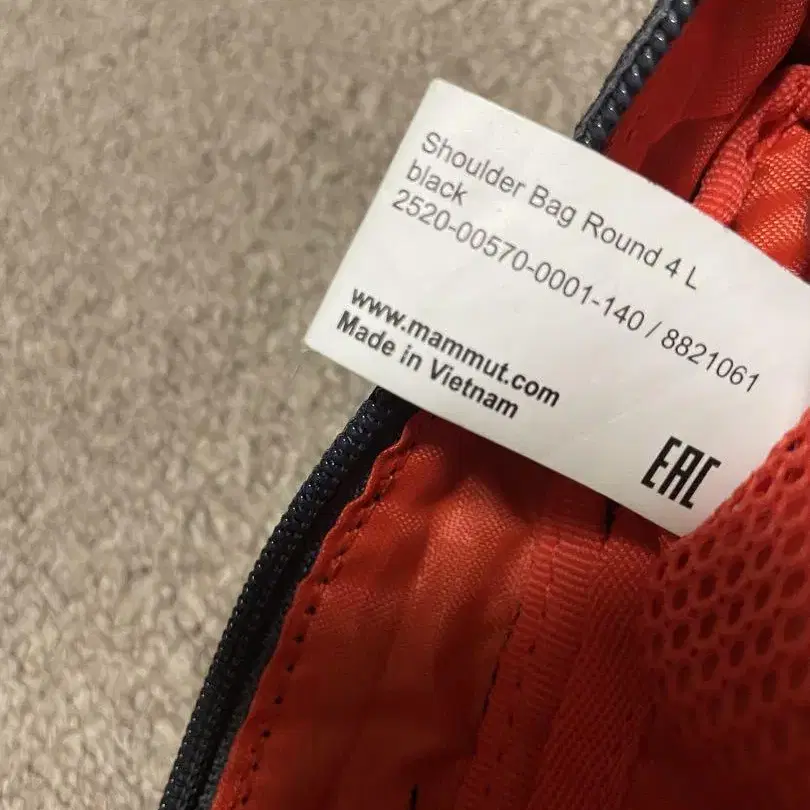 Shoulder Bag Round 4 L
black
2520-00570-0001-140 / 8821061
www.mammut.com
Made in Vietnam
EAC